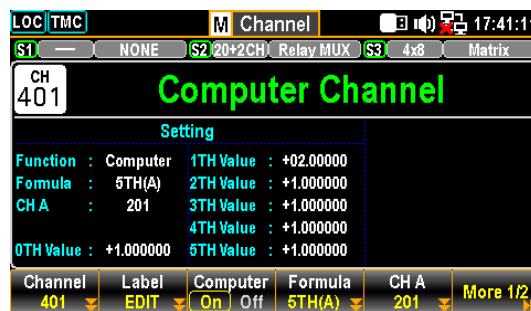 LOC TMC M Channel 17:41:1
S1 — NONE S2 20+2CH Relay MUX S3 4x8 Matrix
CH
401
Computer Channel
Setting
Function : Computer 1TH Value : +02.00000
Formula : 5TH(A) 2TH Value : +1.000000
CH A : 201 3TH Value : +1.000000
4TH Value : +1.000000
0TH Value : +1.000000 5TH Value : +1.000000
Channel Label Computer Formula CH A More 1/2
401 EDIT On Off 5TH(A) 201